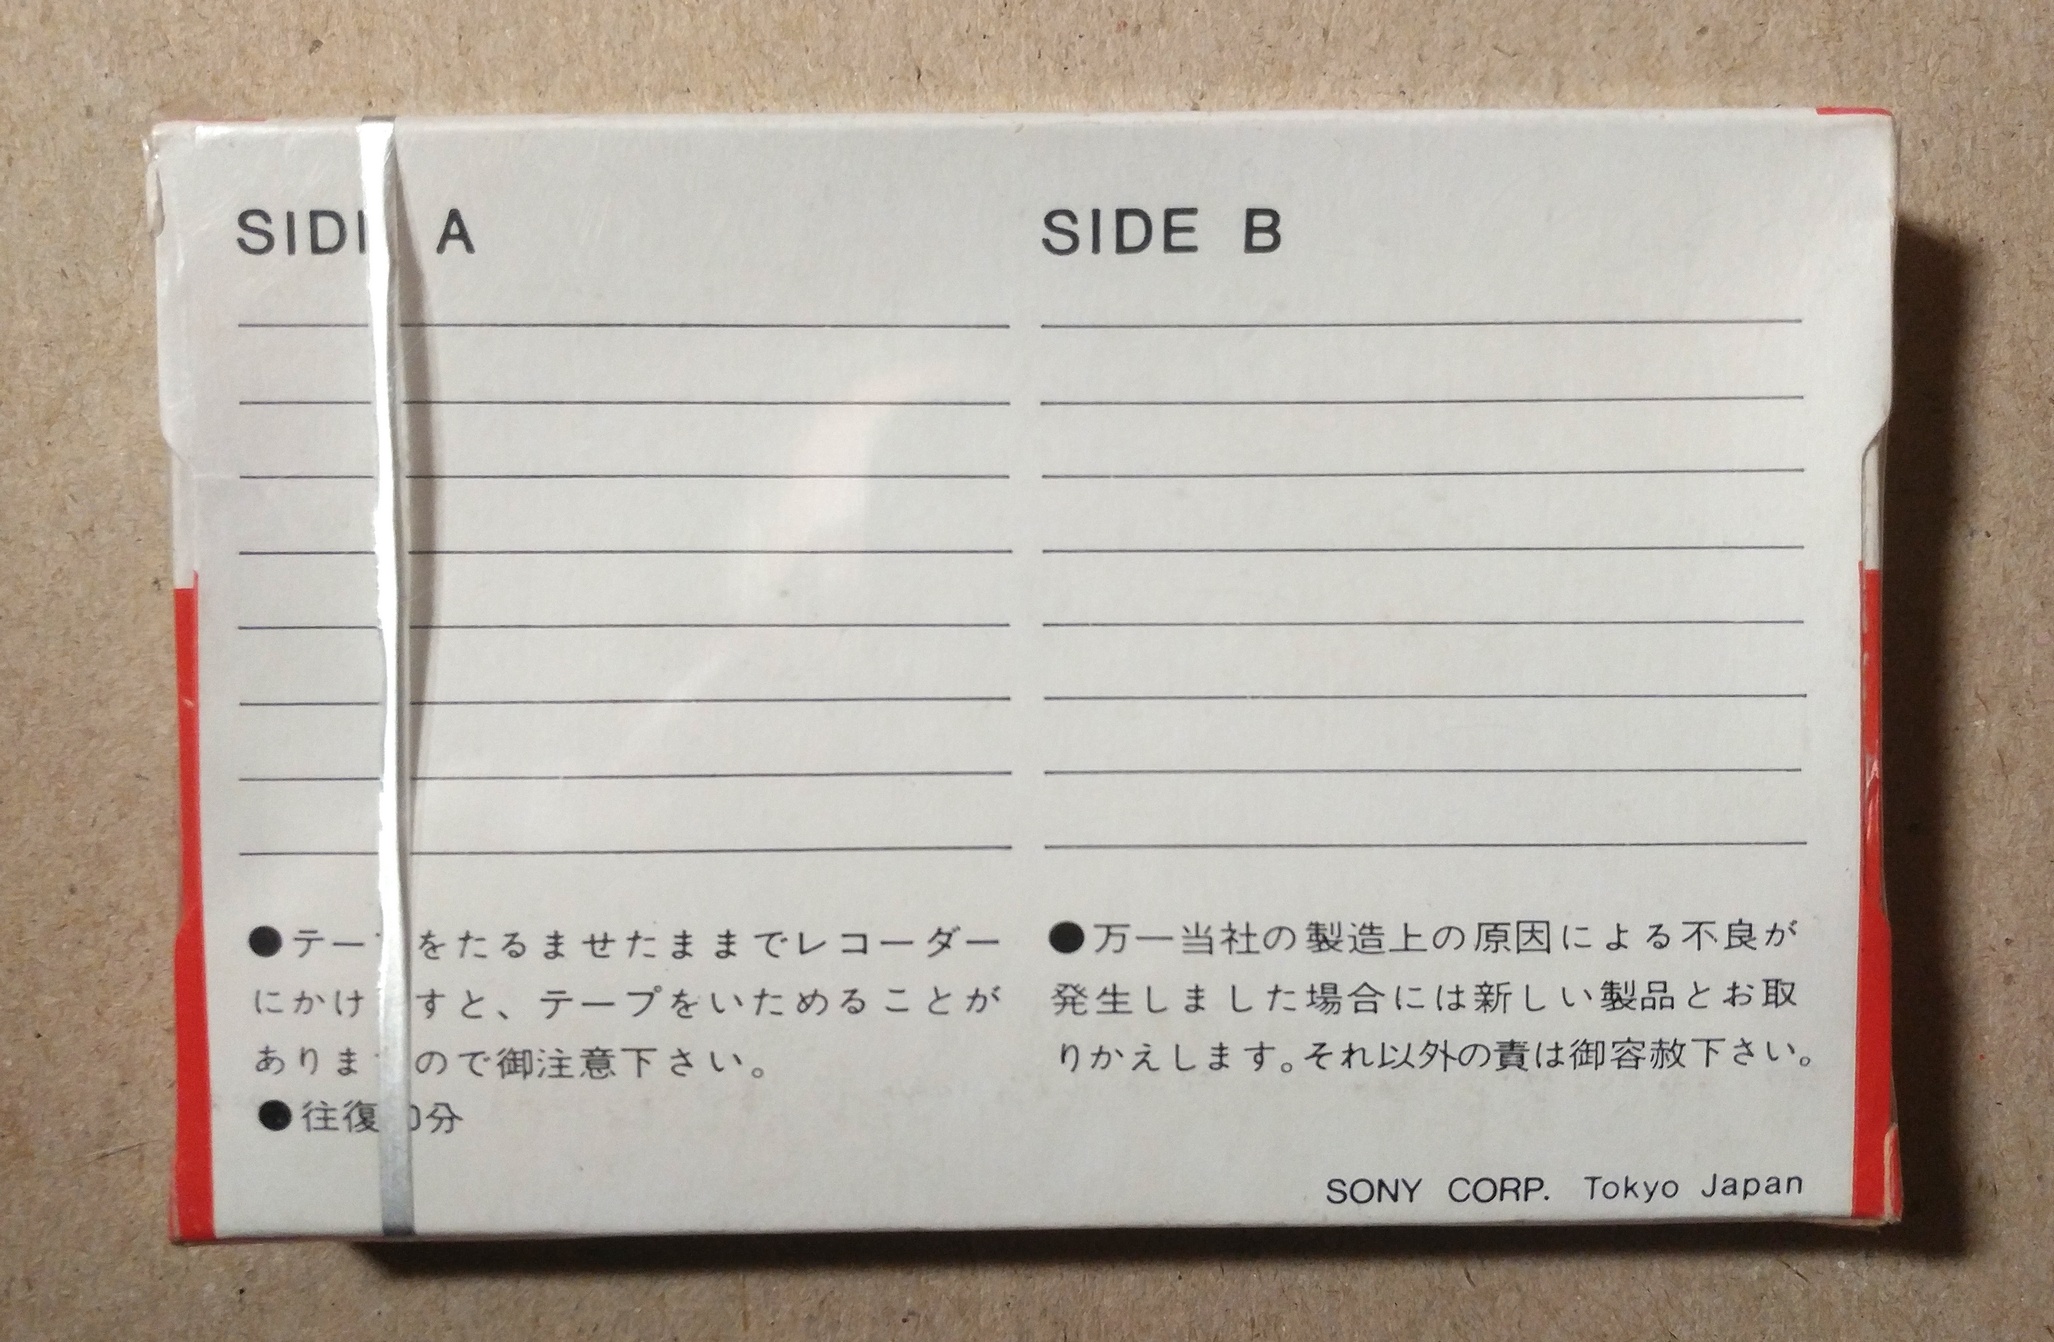 SIDE A
SIDE B
●テープをたるませたままでレコーダー
にかけ すと、テープをいためることが
ありま ので御注意下さい。
●往復 0分
●万一当社の製造上の原因による不良が
発生しました場合には新しい製品とお取
りかえします。それ以外の責は御容赦下さい。
SONY CORP. Tokyo Japan